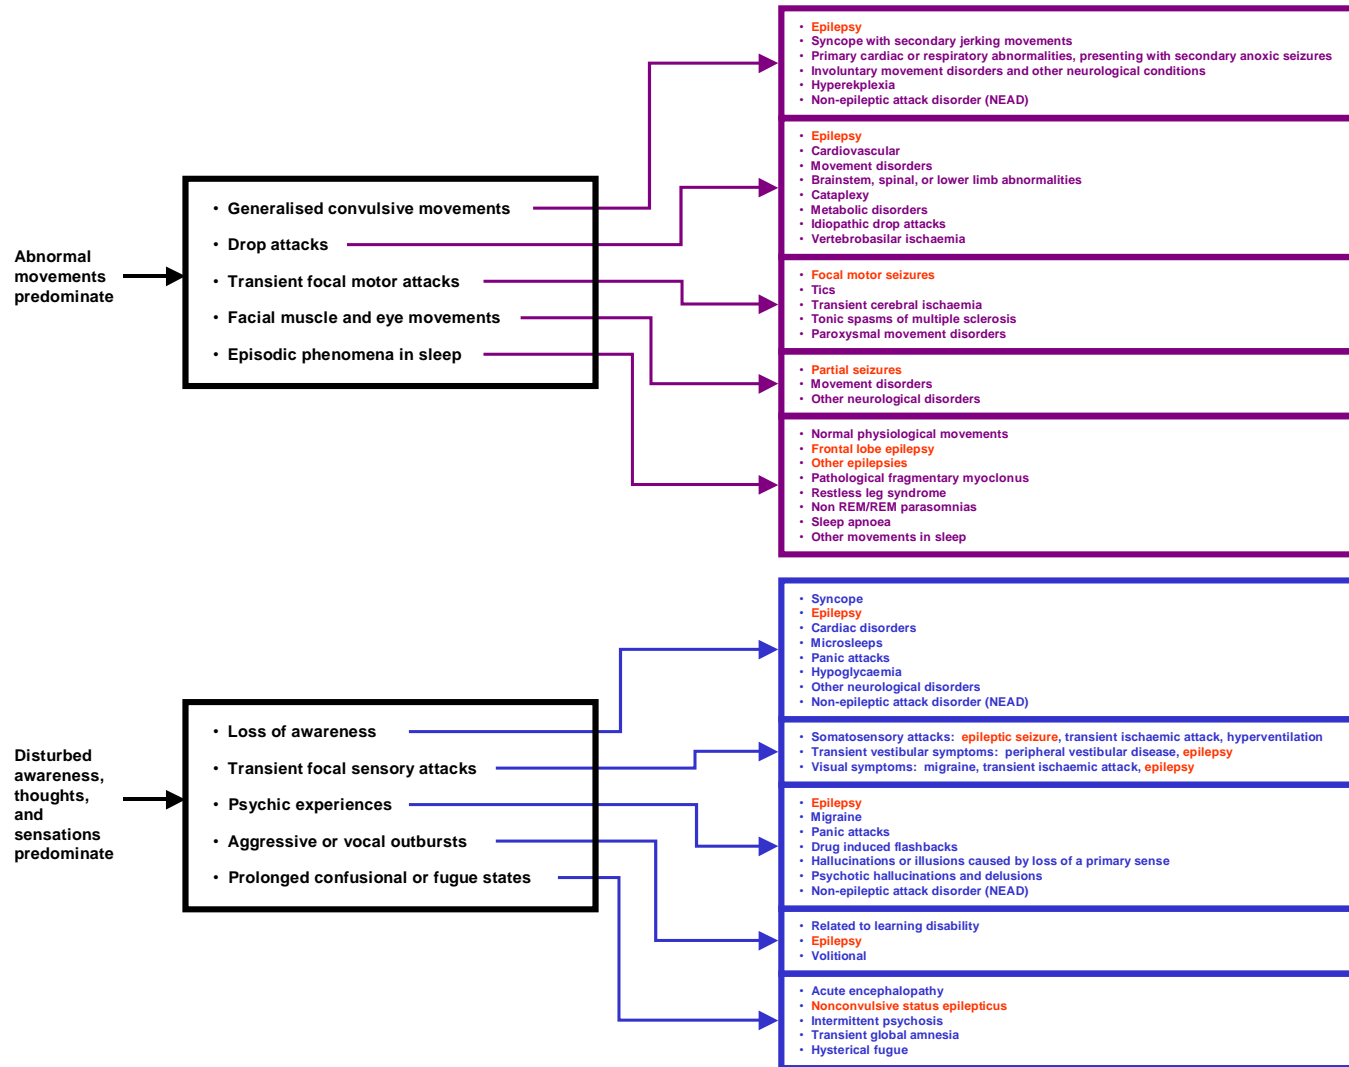 Abnormal
movements
predominate
• Generalised convulsive movements
• Drop attacks
• Transient focal motor attacks
• Facial muscle and eye movements
• Episodic phenomena in sleep
• Epilepsy
• Syncope with secondary jerking movements
• Primary cardiac or respiratory abnormalities, presenting with secondary anoxic seizures
• Involuntary movement disorders and other neurological conditions
• Hyperekplexia
• Non-epileptic attack disorder (NEAD)
• Epilepsy
• Cardiovascular
• Movement disorders
• Brainstem, spinal, or lower limb abnormalities
• Cataplexy
• Metabolic disorders
• Idiopathic drop attacks
• Vertebrobasilar ischaemia
• Focal motor seizures
• Tics
• Transient cerebral ischaemia
• Tonic spasms of multiple sclerosis
• Paroxysmal movement disorders
• Partial seizures
• Movement disorders
• Other neurological disorders
• Normal physiological movements
• Frontal lobe epilepsy
• Other epilepsies
• Pathological fragmentary myoclonus
• Restless leg syndrome
• Non REM/REM parasomnias
• Sleep apnoea
• Other movements in sleep
Disturbed
awareness,
thoughts,
and
sensations
predominate
• Loss of awareness
• Transient focal sensory attacks
• Psychic experiences
• Aggressive or vocal outbursts
• Prolonged confusional or fugue states
• Syncope
• Epilepsy
• Cardiac disorders
• Microsleeps
• Panic attacks
• Hypoglycaemia
• Other neurological disorders
• Non-epileptic attack disorder (NEAD)
• Somatosensory attacks: epileptic seizure, transient ischaemic attack, hyperventilation
• Transient vestibular symptoms: peripheral vestibular disease, epilepsy
• Visual symptoms: migraine, transient ischaemic attack, epilepsy
• Epilepsy
• Migraine
• Panic attacks
• Drug induced flashbacks
• Hallucinations or illusions caused by loss of a primary sense
• Psychotic hallucinations and delusions
• Non-epileptic attack disorder (NEAD)
• Related to learning disability
• Epilepsy
• Volitional
• Acute encephalopathy
• Nonconvulsive status epilepticus
• Intermittent psychosis
• Transient global amnesia
• Hysterical fugue